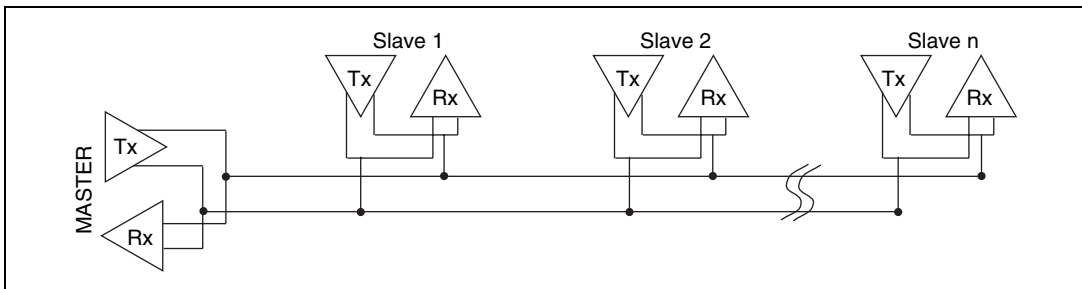 Slave 1
Slave 2
Slave n
Tx
Rx
Tx
Rx
Tx
Rx
MASTER
Tx
Rx